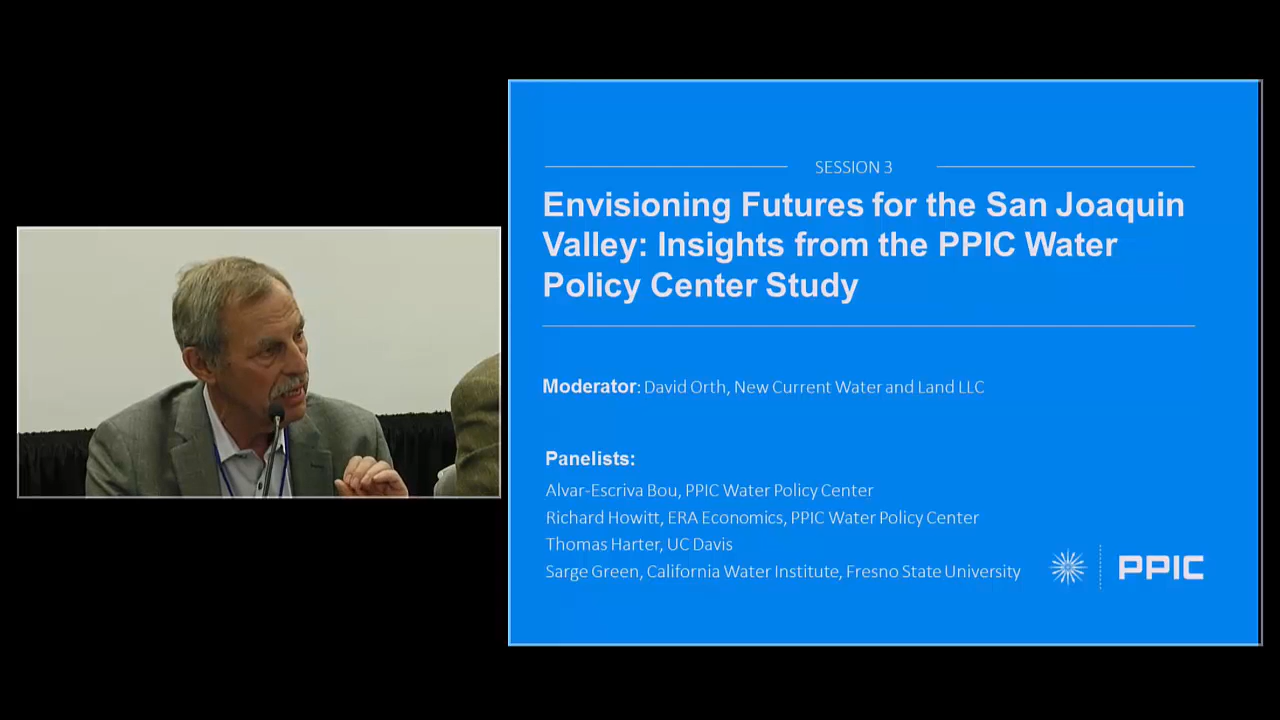 SESSION 3
Envisioning Futures for the San Joaquin
Valley: Insights from the PPIC Water
Policy Center Study
Moderator: David Orth, New Current Water and Land LLC
Panelists:
Alvar-Escriva Bou, PPIC Water Policy Center
Richard Howitt, ERA Economics, PPIC Water Policy Center
Thomas Harter, UC Davis
Sarge Green, California Water Institute, Fresno State University
PPIC